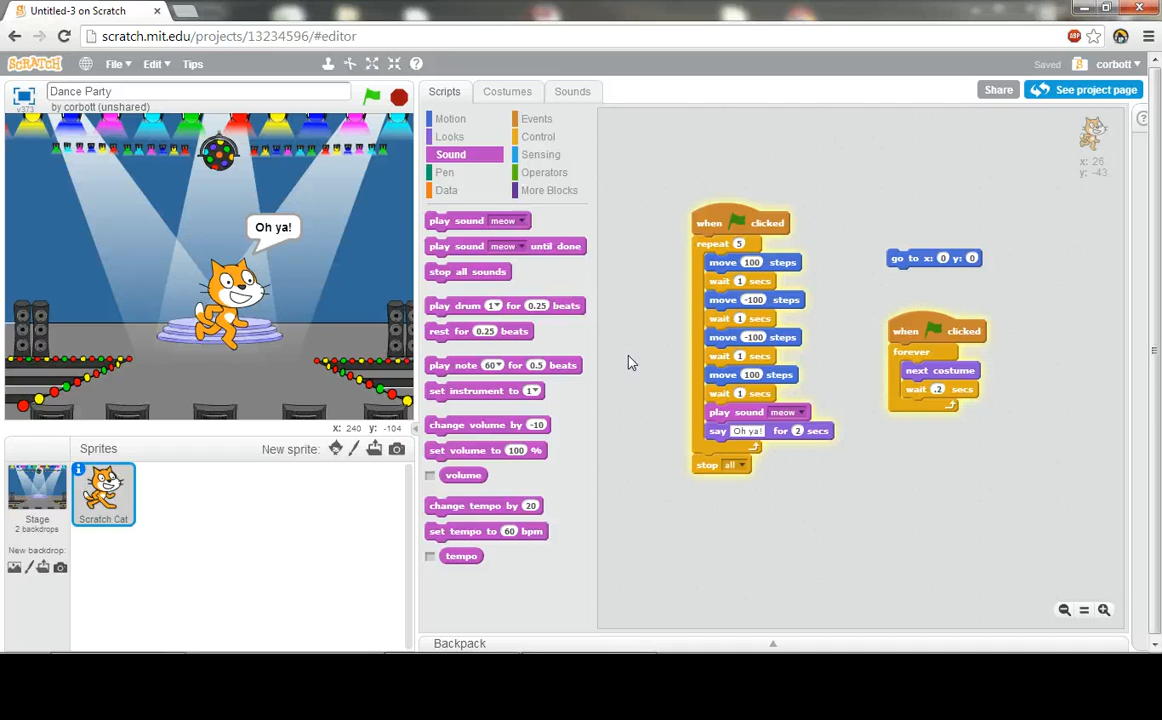 Untitled-3 on Scratch
scratch.mit.edu/projects/13234596/#editor
ABP
SCRATCH
File
Edit
Tips
Saved
corbott
Dance Party
by corbott (unshared)
v373
Scripts
Costumes
Sounds
Share
See project page
Motion
Events
Looks
Control
Sound
Sensing
Pen
Operators
Data
More Blocks
x: 26
y: -43
Oh ya!
play sound meow
play sound meow until done
stop all sounds
play drum 1 for 0.25 beats
rest for 0.25 beats
play note 60 for 0.5 beats
set instrument to 1
change volume by -10
set volume to 100 %
volume
change tempo by 20
set tempo to 60 bpm
tempo
when clicked
repeat 5
move 100 steps
wait 1 secs
move -100 steps
wait 1 secs
move -100 steps
wait 1 secs
move 100 steps
wait 1 secs
play sound meow
say Oh ya! for 2 secs
stop all
go to x: 0 y: 0
when clicked
forever
next costume
wait .2 secs
x: 240 y: -104
Sprites
New sprite:
Stage
2 backdrops
New backdrop:
Scratch Cat
Backpack